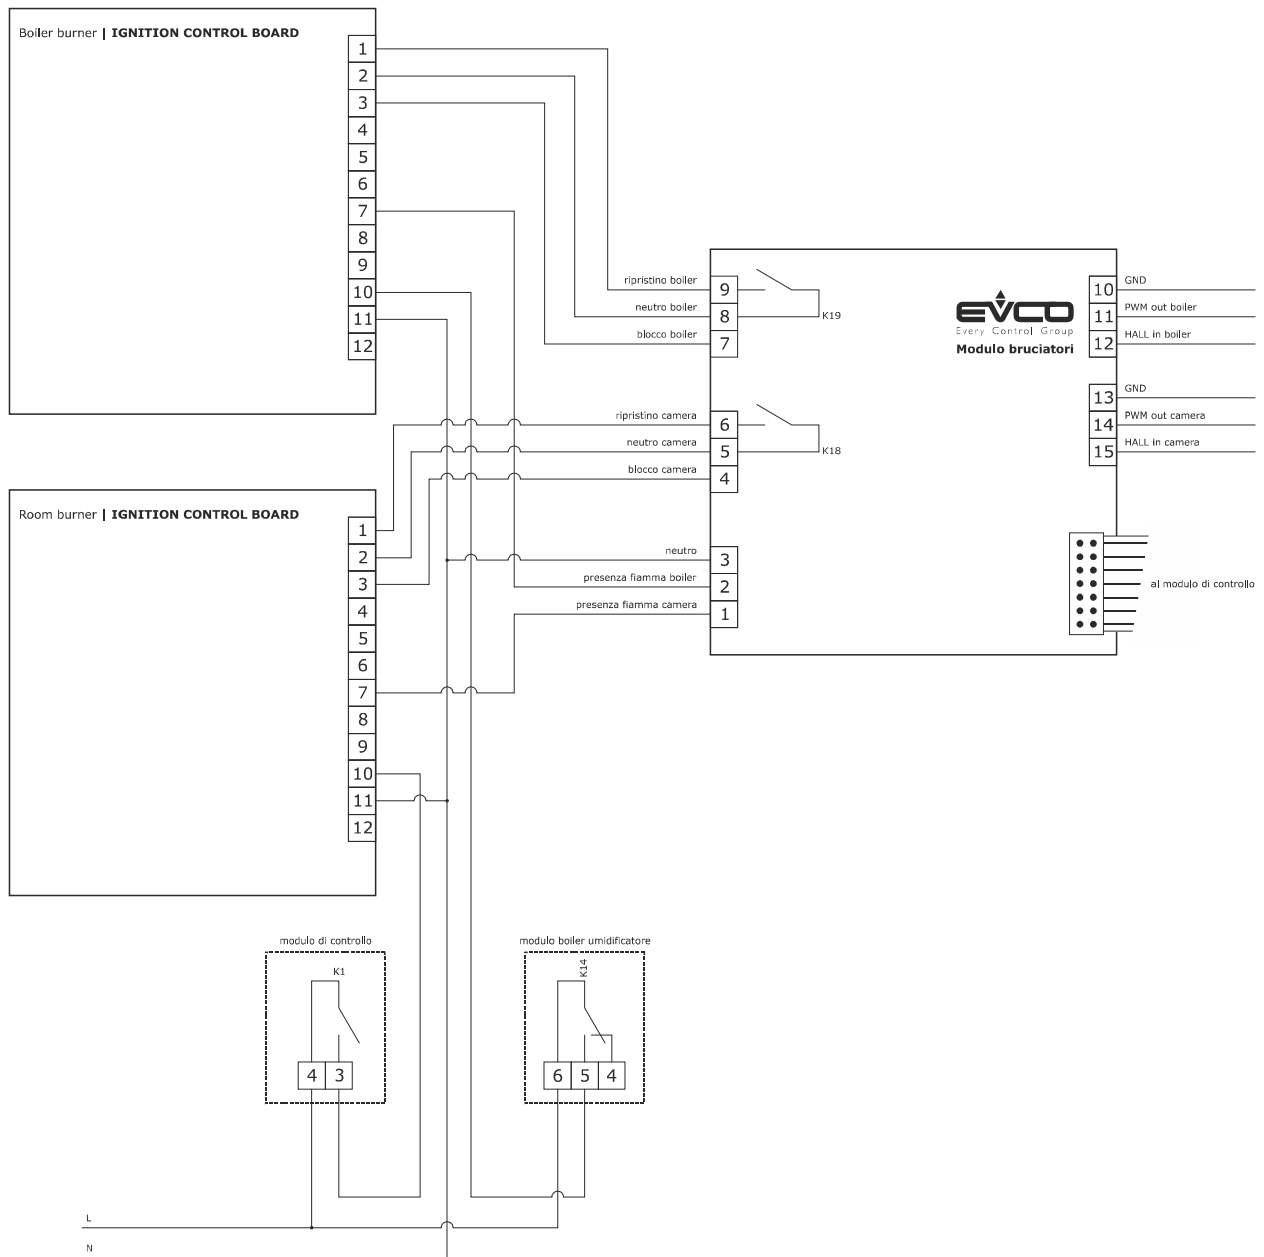 Boiler burner | IGNITION CONTROL BOARD
1
2
3
4
5
6
7
8
9
10
11
12
ripristino boiler
9
neutro boiler
8
K19
blocco boiler
7
ripristino camera
6
neutro camera
5
K18
blocco camera
4
neutro
3
presenza fiamma boiler
2
presenza fiamma camera
1
EVCO
Every Control Group
Modulo bruciatori
10
GND
11
PWM out boiler
12
HALL in boiler
13
GND
14
PWM out camera
15
HALL in camera
al modulo di controllo
Room burner | IGNITION CONTROL BOARD
1
2
3
4
5
6
7
8
9
10
11
12
modulo di controllo
K1
4 3
modulo boiler umidificatore
K14
6 5 4
L
N